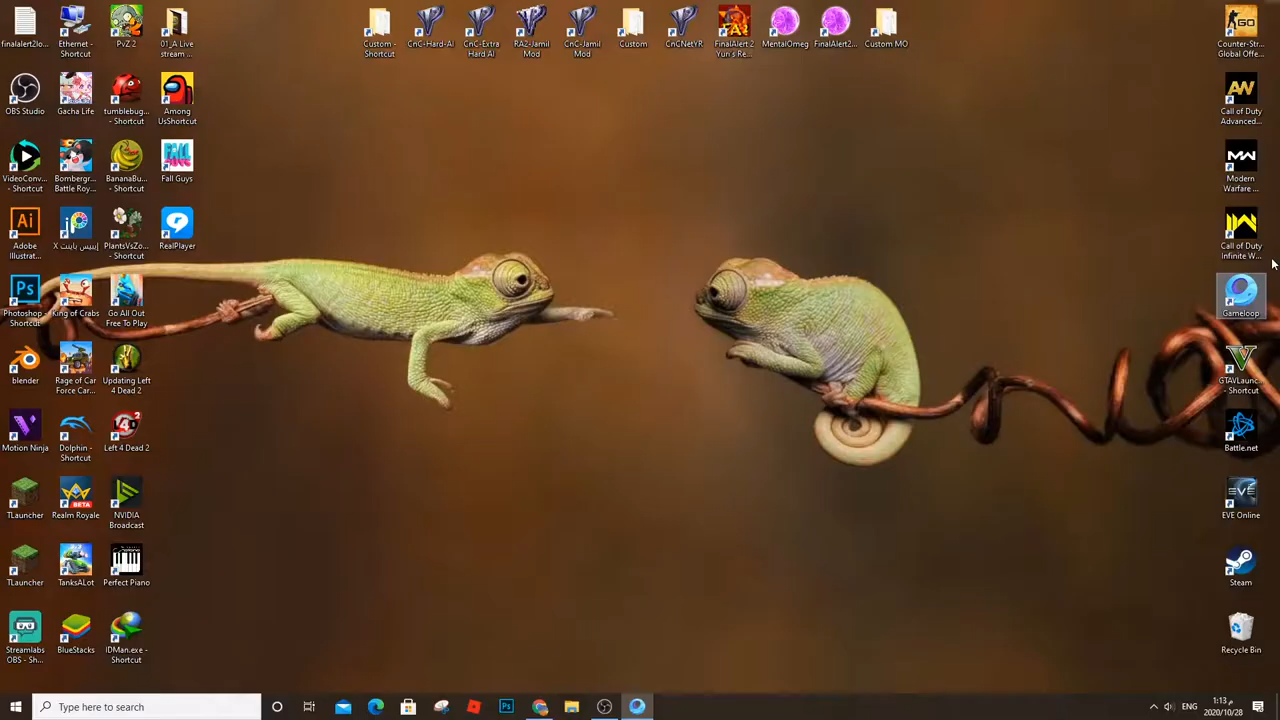 finalalert2lo...
Ethernet -
Shortcut
PvZ 2
01_A Live
stream ...
OBS Studio
Gacha Life
tumblebug...
- Shortcut
Among
UsShortcut
VideoConv...
- Shortcut
Bombergr...
Battle Roy...
BananaBu...
- Shortcut
Fall Guys
Adobe
Illustrat...
إيبيس باينت X
PlantsVsZo...
- Shortcut
RealPlayer
Photoshop -
Shortcut
King of Crabs
Go All Out
Free To Play
blender
Rage of Car
Force Car...
Updating Left
4 Dead 2
Motion Ninja
Dolphin -
Shortcut
Left 4 Dead 2
TLauncher
Realm Royale
NVIDIA
Broadcast
TLauncher
TanksALot
Perfect Piano
Streamlabs
OBS - Sh...
BlueStacks
IDMan.exe -
Shortcut
Custom -
Shortcut
CnC-Hard-AI
CnC-Extra
Hard AI
RA2-Jamil
Mod
CnC-Jamil
Mod
Custom
CnCNetYR
FinalAlert 2
Yuri's Re...
MentalOmeg
FinalAlert2...
Custom MO
Counter-Str...
Global Offe...
Call of Duty
Advanced...
Modern
Warfare ...
Call of Duty
Infinite W...
Gameloop
GTAVLaunc...
- Shortcut
Battle.net
EVE Online
Steam
Recycle Bin
Type here to search
ENG
1:13 م
2020/10/28